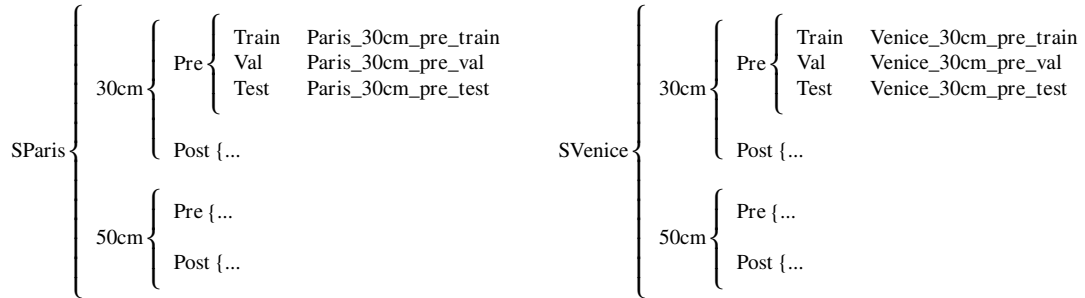 Train Paris_30cm_pre_train
Pre Val Paris_30cm_pre_val
30cm Test Paris_30cm_pre_test
SParis Post {...
Pre {...
50cm
Post {...
Train Venice_30cm_pre_train
Pre Val Venice_30cm_pre_val
30cm Test Venice_30cm_pre_test
SVenice Post {...
Pre {...
50cm
Post {...